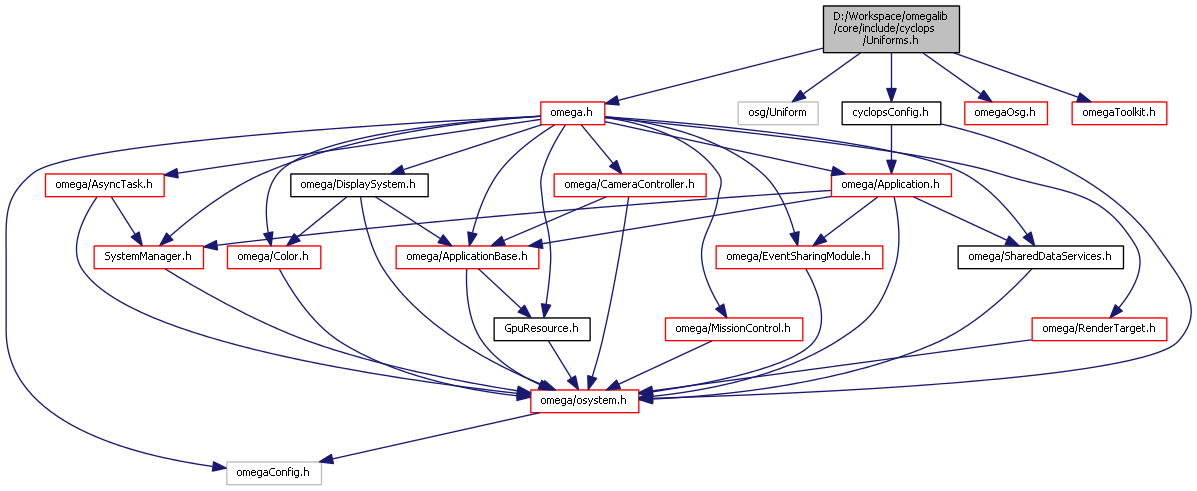 D:/Workspace/omegalib
/core/include/cyclops
/Uniforms.h
omega.h
osg/Uniform
cyclopsConfig.h
omegaOsg.h
omegaToolkit.h
omega/AsyncTask.h
omega/DisplaySystem.h
omega/CameraController.h
omega/Application.h
SystemManager.h
omega/Color.h
omega/ApplicationBase.h
omega/EventSharingModule.h
omega/SharedDataServices.h
GpuResource.h
omega/MissionControl.h
omega/RenderTarget.h
omega/osystem.h
omegaConfig.h